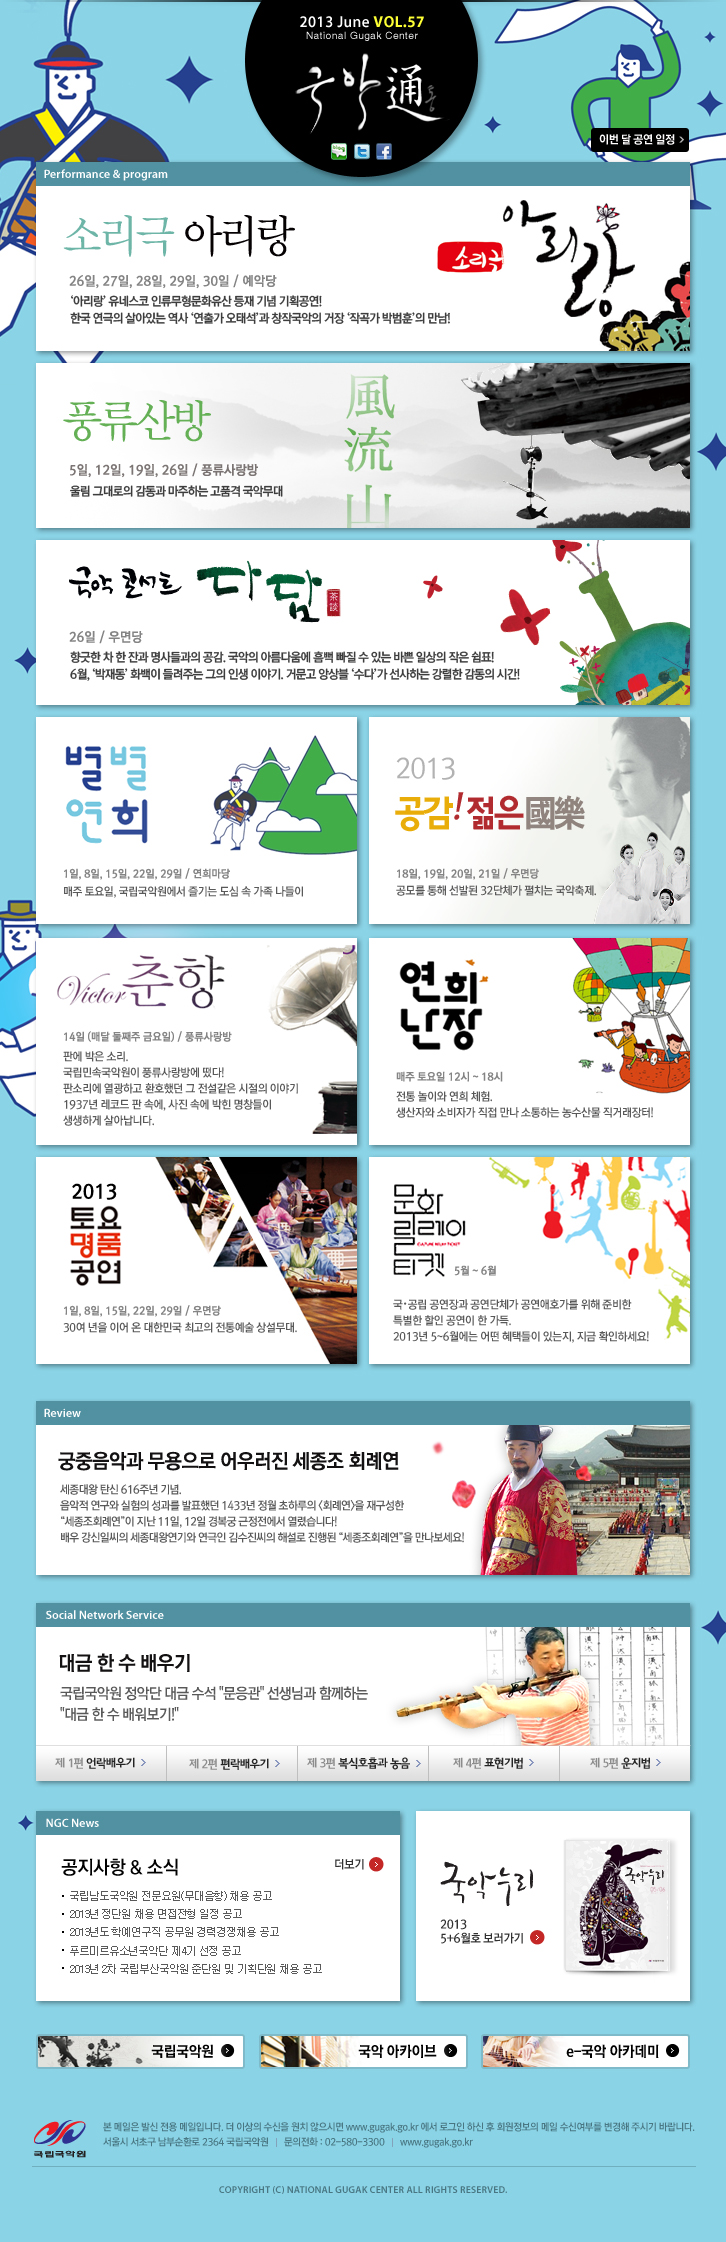 2013 June VOL.57
National Gugak Center
국악通
이번 달 공연 일정
Performance & program
소리극 아리랑
소리극 아리랑
26일, 27일, 28일, 29일, 30일 / 예악당
'아리랑' 유네스코 인류무형문화유산 등재 기념 기획공연!
한국 연극의 살아있는 역사 '연출가 오태석'과 창작국악의 거장 '작곡가 박범훈'의 만남!
풍류산방
風流山
5일, 12일, 19일, 26일 / 풍류사랑방
울림 그대로의 감동과 마주하는 고품격 국악무대
국악 콘서트 다담 茶談
26일 / 우면당
향긋한 차 한 잔과 명사들과의 공감. 국악의 아름다움에 흠뻑 빠질 수 있는 바쁜 일상의 작은 쉼표!
6월, '박재동' 화백이 들려주는 그의 인생 이야기. 거문고 앙상블 '수다'가 선사하는 강렬한 감동의 시간!
별별
연희
1일, 8일, 15일, 22일, 29일 / 연희마당
매주 토요일, 국립국악원에서 즐기는 도심 속 가족 나들이
2013
공감! 젊은國樂
18일, 19일, 20일, 21일 / 우면당
공모를 통해 선발된 32단체가 펼치는 국악축제.
Victor춘향
14일 (매달 둘째주 금요일) / 풍류사랑방
판에 박은 소리.
국립민속국악원이 풍류사랑방에 떴다!
판소리에 열광하고 환호했던 그 전설같은 시절의 이야기
1937년 레코드 판 속에, 사진 속에 박힌 명창들이
생생하게 살아납니다.
연희
난장
매주 토요일 12시 ~ 18시
전통 놀이와 연희 체험.
생산자와 소비자가 직접 만나 소통하는 농수산물 직거래장터!
2013
토요
명품
공연
1일, 8일, 15일, 22일, 29일 / 우면당
30여 년을 이어 온 대한민국 최고의 전통예술 상설무대.
문화
릴레이
CULTURE RELAY TICKET
티켓
5월 ~ 6월
국·공립 공연장과 공연단체가 공연애호가를 위해 준비한
특별한 할인 공연이 한 가득.
2013년 5~6월에는 어떤 혜택들이 있는지, 지금 확인하세요!
Review
궁중음악과 무용으로 어우러진 세종조 회례연
세종대왕 탄신 616주년 기념.
음악적 연구와 실험의 성과를 발표했던 1433년 정월 초하루의 <회례연>을 재구성한
"세종조회례연"이 지난 11일, 12일 경복궁 근정전에서 열렸습니다!
배우 강신일씨의 세종대왕연기와 연극인 김수진씨의 해설로 진행된 "세종조회례연"을 만나보세요!
Social Network Service
대금 한 수 배우기
국립국악원 정악단 대금 수석 "문응관" 선생님과 함께하는
"대금 한 수 배워보기!"
제 1편 언락배우기
제 2편 편락배우기
제 3편 복식호흡과 농음
제 4편 표현기법
제 5편 운지법
NGC News
공지사항 & 소식
더보기
국립남도국악원 전문요원(무대음향) 채용 공고
2013년 정단원 채용 면접전형 일정 공고
2013년도 학예연구직 공무원 경력경쟁채용 공고
푸르미르유소년국악단 제4기 선정 공고
2013년 2차 국립부산국악원 준단원 및 기획단원 채용 공고
국악누리
2013
5+6월호 보러가기
국악누리
국립국악원
국악 아카이브
e-국악 아카데미
국립국악원
본 메일은 발신 전용 메일입니다. 더 이상의 수신을 원치 않으시면 www.gugak.go.kr 에서 로그인 하신 후 회원정보의 메일 수신여부를 변경해 주시기 바랍니다.
서울시 서초구 남부순환로 2364 국립국악원 | 문의전화 : 02-580-3300 | www.gugak.go.kr
COPYRIGHT (C) NATIONAL GUGAK CENTER ALL RIGHTS RESERVED.